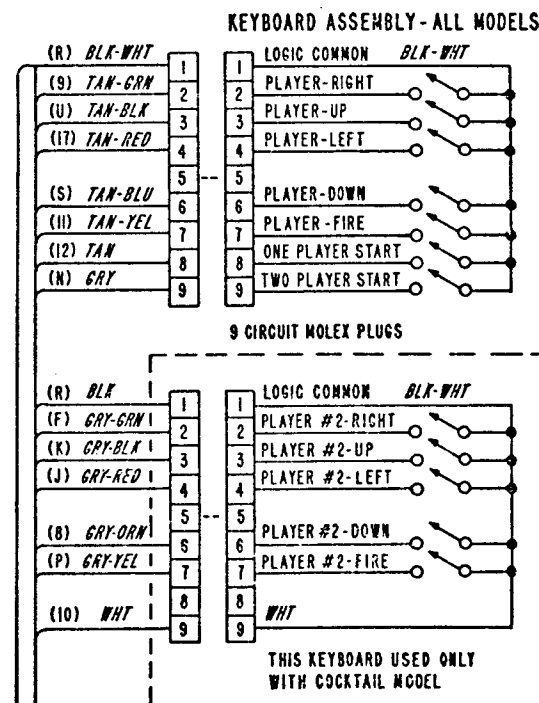 KEYBOARD ASSEMBLY - ALL MODELS
(R) BLK-WHT 1 1 LOGIC COMMON BLK-WHT
(9) TAN-GRN 2 2 PLAYER-RIGHT
(U) TAN-BLK 3 3 PLAYER-UP
(17) TAN-RED 4 4 PLAYER-LEFT
5 5
(S) TAN-BLU 6 6 PLAYER-DOWN
(11) TAN-YEL 7 7 PLAYER-FIRE
(12) TAN 8 8 ONE PLAYER START
(N) GRY 9 9 TWO PLAYER START
9 CIRCUIT MOLEX PLUGS
(R) BLK 1 1 LOGIC COMMON BLK-WHT
(F) GRY-GRN 2 2 PLAYER #2-RIGHT
(K) GRY-BLK 3 3 PLAYER #2-UP
(J) GRY-RED 4 4 PLAYER #2-LEFT
5 5
(8) GRY-ORN 6 6 PLAYER #2-DOWN
(P) GRY-YEL 7 7 PLAYER #2-FIRE
8 8
(10) WHT 9 9 WHT
THIS KEYBOARD USED ONLY
WITH COCKTAIL MODEL